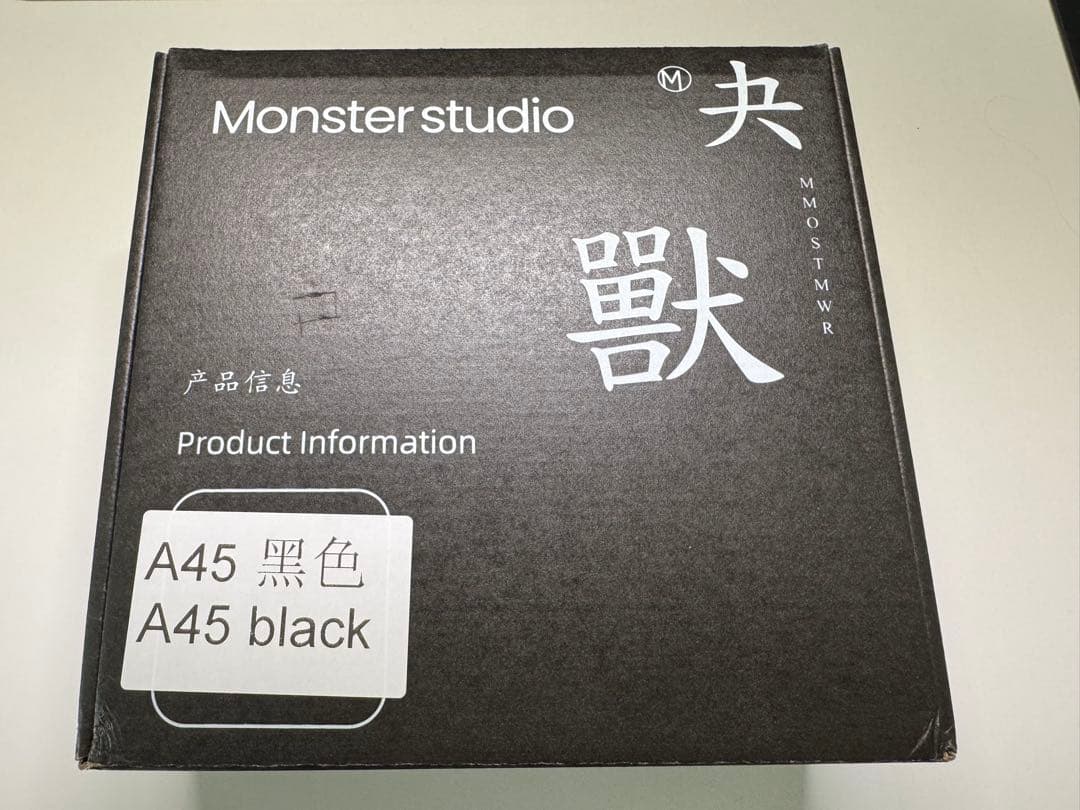 Monster studio
M
夬
獸
MMOSTMWR
产品信息
Product Information
A45 黑色
A45 black